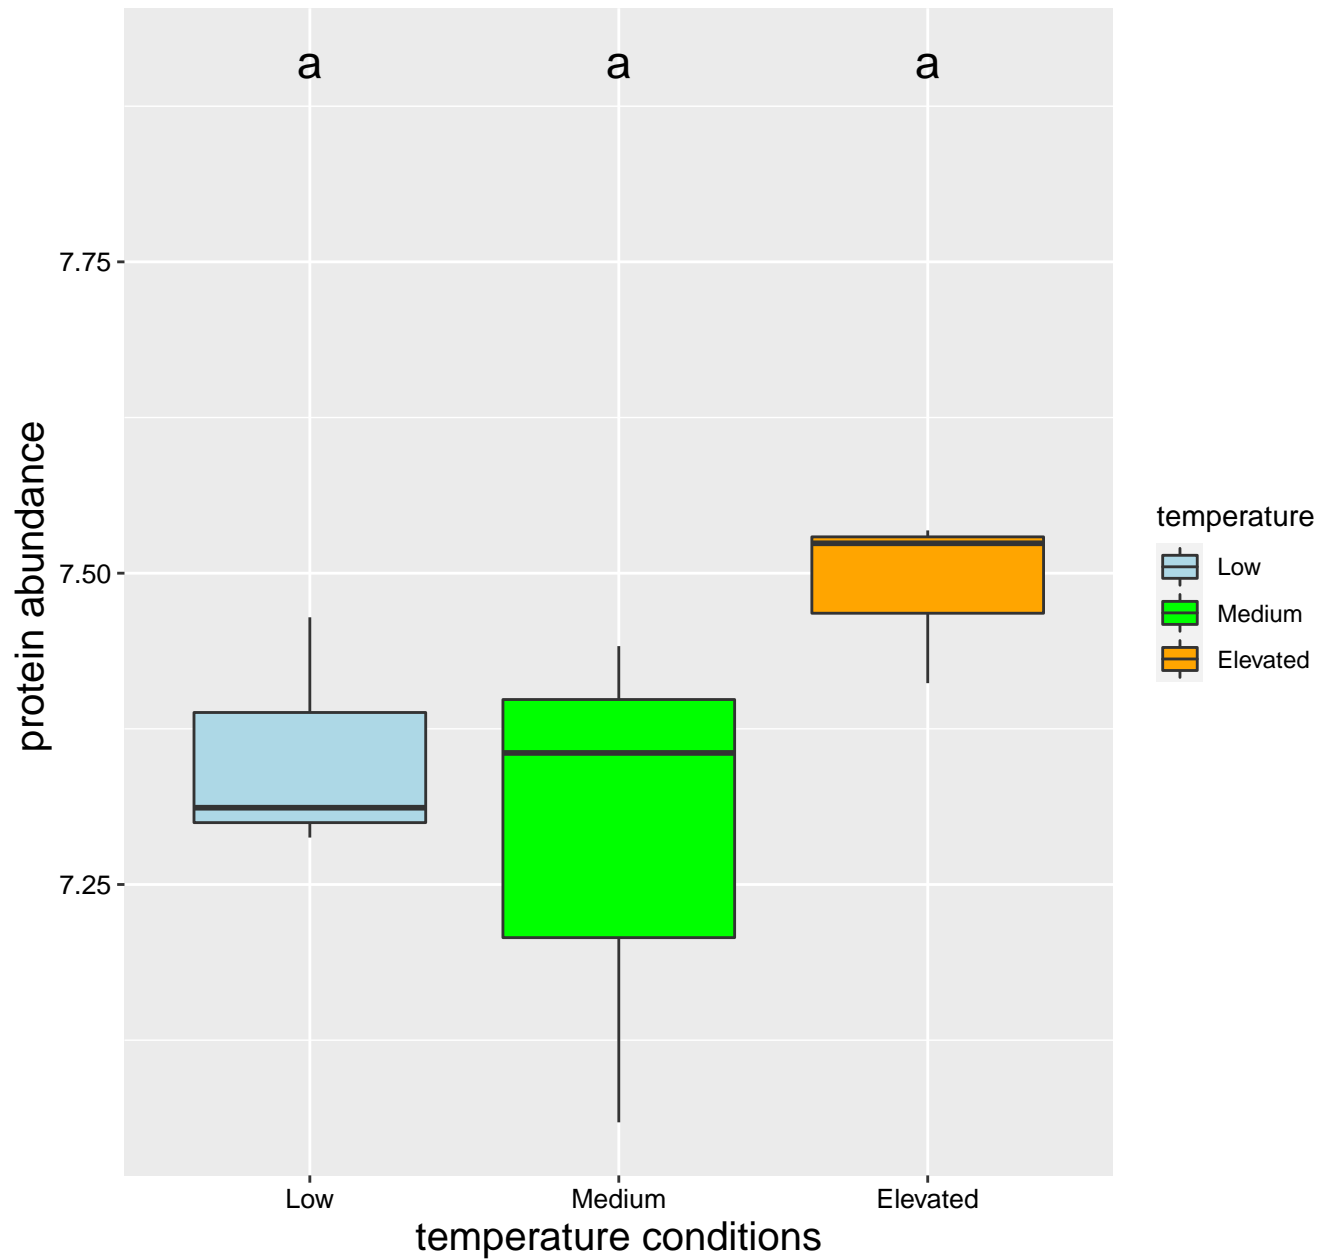 a a a
7.75
7.50
7.25
protein abundance
Low Medium Elevated
temperature conditions
temperature
Low
Medium
Elevated